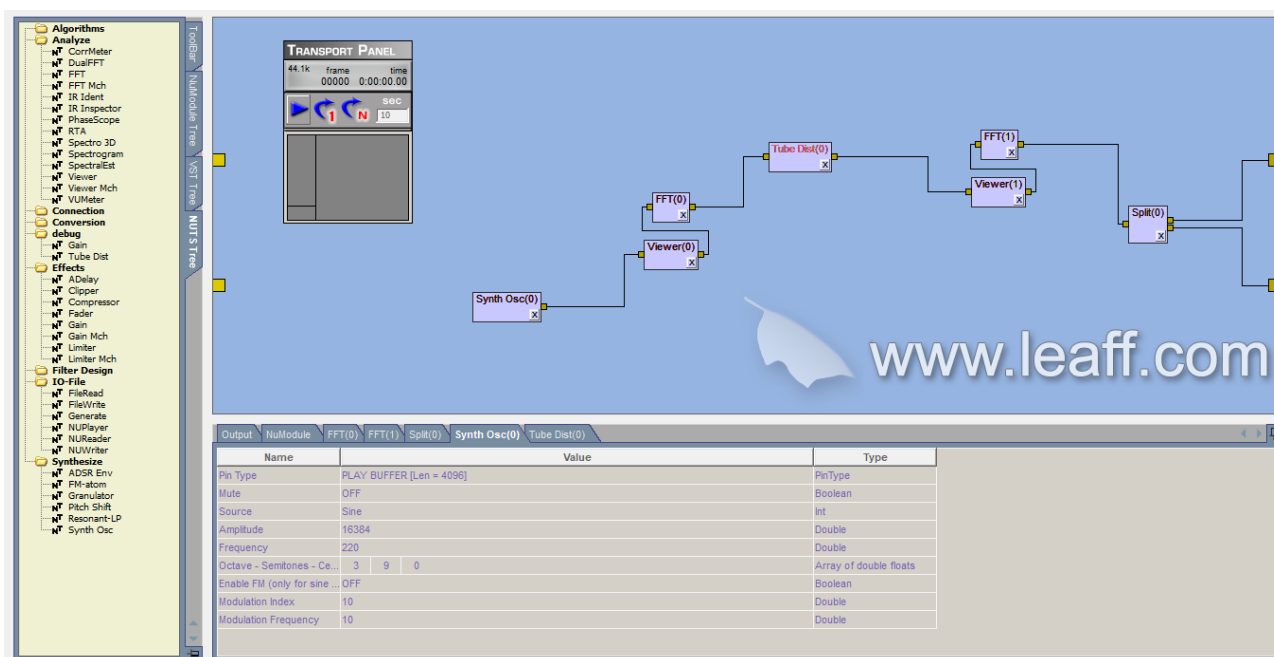 Algorithms
Analyze
CorrMeter
DualFFT
FFT
FFT Mch
IR Ident
IR Inspector
PhaseScope
RTA
Spectro 3D
Spectrogram
SpectralEst
Viewer
Viewer Mch
VUMeter
Connection
Conversion
debug
Gain
Tube Dist
Effects
ADelay
Clipper
Compressor
Fader
Gain
Gain Mch
Limiter
Limiter Mch
Filter Design
IO-File
FileRead
FileWrite
Generate
NUPlayer
NUReader
NUWriter
Synthesize
ADSR Env
FM-atom
Granulator
Pitch Shift
Resonant-LP
Synth Osc
ToolBar
NuModule Tree
VST Tree
NUTS Tree
TRANSPORT PANEL
44.1k frame time
00000 0:00:00.00
sec
1 N 10
Synth Osc(0)
X
Viewer(0)
X
FFT(0)
X
Tube Dist(0)
X
Viewer(1)
X
FFT(1)
X
Split(0)
X
www.leaff.com
Output NuModule FFT(0) FFT(1) Split(0) Synth Osc(0) Tube Dist(0)
Name Value Type
Pin Type PLAY BUFFER [Len = 4096] PinType
Mute OFF Boolean
Source Sine Int
Amplitude 16384 Double
Frequency 220 Double
Octave - Semitones - Ce... 3 9 0 Array of double floats
Enable FM (only for sine ... OFF Boolean
Modulation Index 10 Double
Modulation Frequency 10 Double